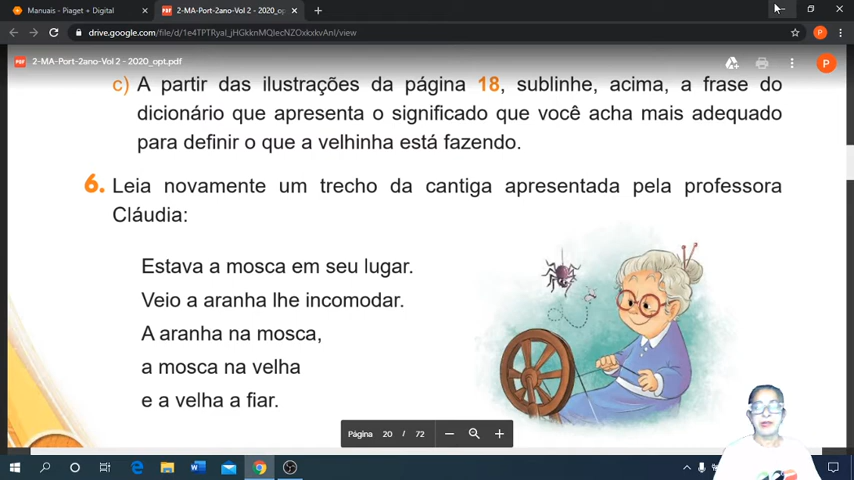 Manuais - Piaget + Digital
2-MA-Port-2ano-Vol 2 - 2020_op
drive.google.com/file/d/1e4TPTRyal_jHGkknMQlecNZOxkxkvAnI/view
P
2-MA-Port-2ano-Vol 2 - 2020_opt.pdf
P
c) A partir das ilustrações da página 18, sublinhe, acima, a frase do
dicionário que apresenta o significado que você acha mais adequado
para definir o que a velhinha está fazendo.
6. Leia novamente um trecho da cantiga apresentada pela professora
Cláudia:
Estava a mosca em seu lugar.
Veio a aranha lhe incomodar.
A aranha na mosca,
a mosca na velha
e a velha a fiar.
Página 20 / 72